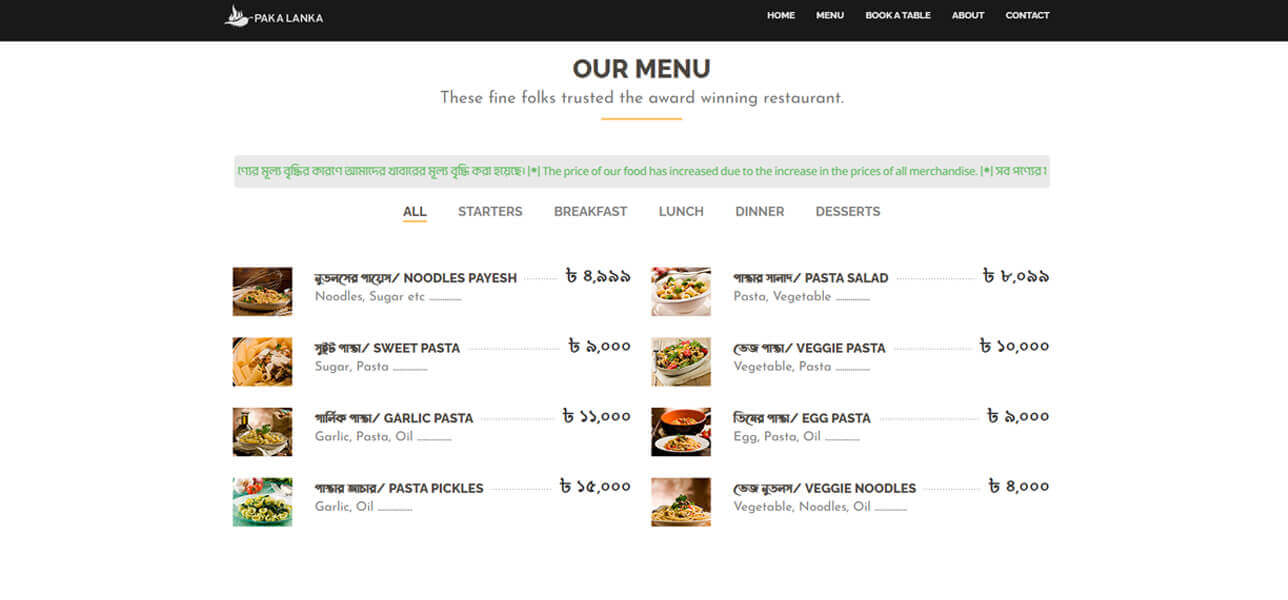 PAKA LANKA
HOME MENU BOOK A TABLE ABOUT CONTACT
OUR MENU
These fine folks trusted the award winning restaurant.
ণ্যের মূল্য বৃদ্ধির কারণে আমাদের খাবারের মূল্য বৃদ্ধি করা হয়েছে। |*| The price of our food has increased due to the increase in the prices of all merchandise. |*| সব পণ্যের
ALL STARTERS BREAKFAST LUNCH DINNER DESSERTS
নুডলসের পায়েস/ NOODLES PAYESH ৳ ৪,৯৯৯
Noodles, Sugar etc ................
পাস্তার সালাদ/ PASTA SALAD ৳ ৮,০৯৯
Pasta, Vegetable ................
সুইট পাস্তা/ SWEET PASTA ৳ ৯,০০০
Sugar, Pasta ................
ভেজ পাস্তা/ VEGGIE PASTA ৳ ১০,০০০
Vegetable, Pasta ................
গার্লিক পাস্তা/ GARLIC PASTA ৳ ১১,০০০
Garlic, Pasta, Oil ................
ডিমের পাস্তা/ EGG PASTA ৳ ৯,০০০
Egg, Pasta, Oil ................
পাস্তার আচার/ PASTA PICKLES ৳ ১৫,০০০
Garlic, Oil ................
ভেজ নুডলস/ VEGGIE NOODLES ৳ ৪,০০০
Vegetable, Noodles, Oil ................